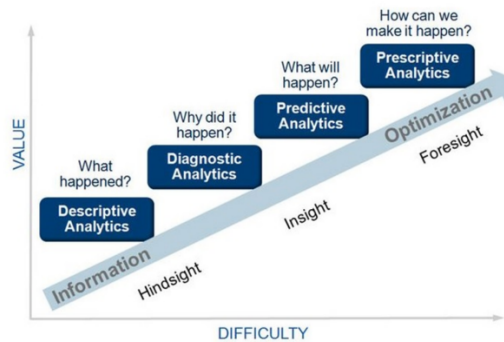 How can we
make it happen?
Prescriptive
Analytics
What will
happen?
Predictive
Analytics
Why did it
happen?
Diagnostic
Analytics
What
happened?
Descriptive
Analytics
Information
Optimization
Hindsight
Insight
Foresight
VALUE
DIFFICULTY